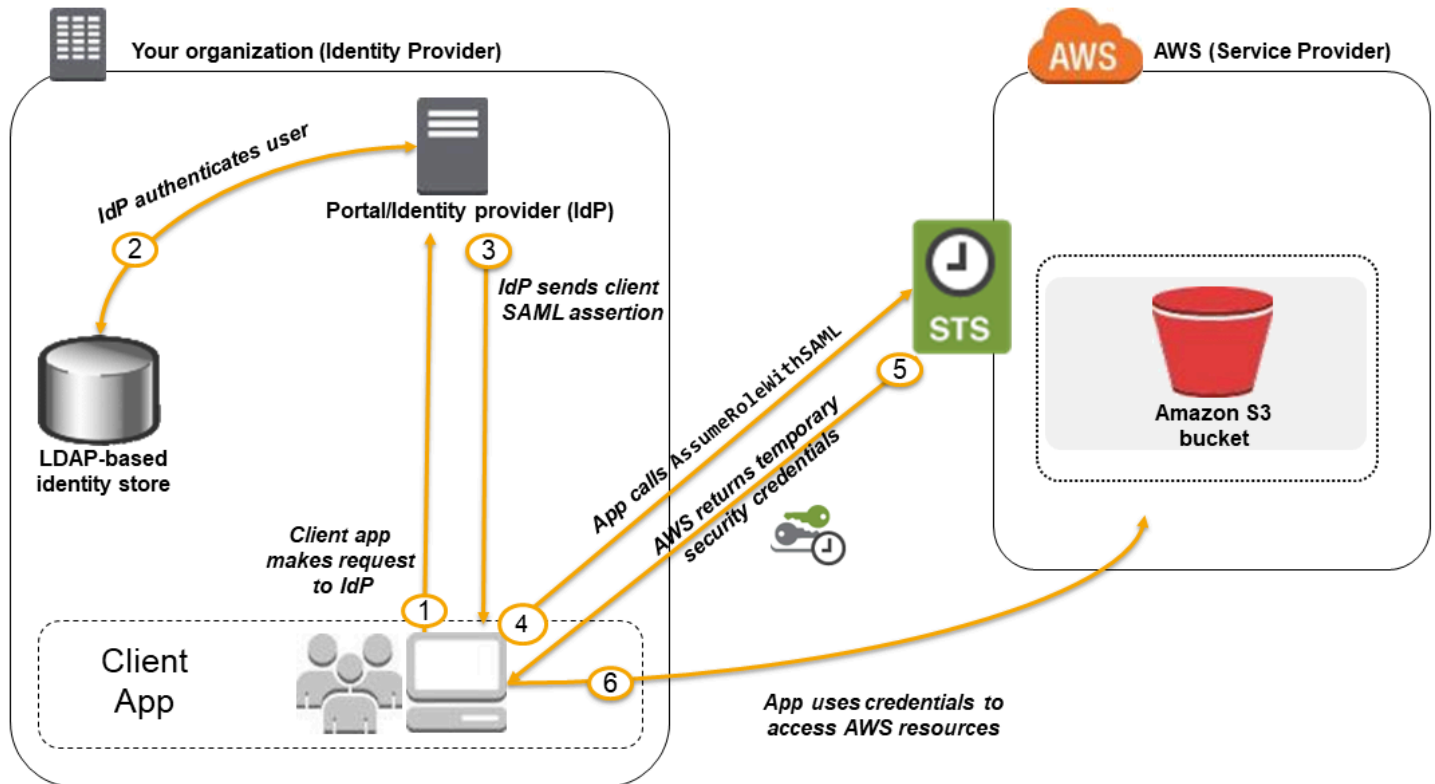 Your organization (Identity Provider)
AWS
AWS (Service Provider)
IdP authenticates user
Portal/Identity provider (IdP)
2
3
IdP sends client
SAML assertion
STS
LDAP-based
identity store
App calls AssumeRoleWithSAML
5
AWS returns temporary
security credentials
Amazon S3
bucket
Client app
makes request
to IdP
1
4
Client
App
6
App uses credentials to
access AWS resources